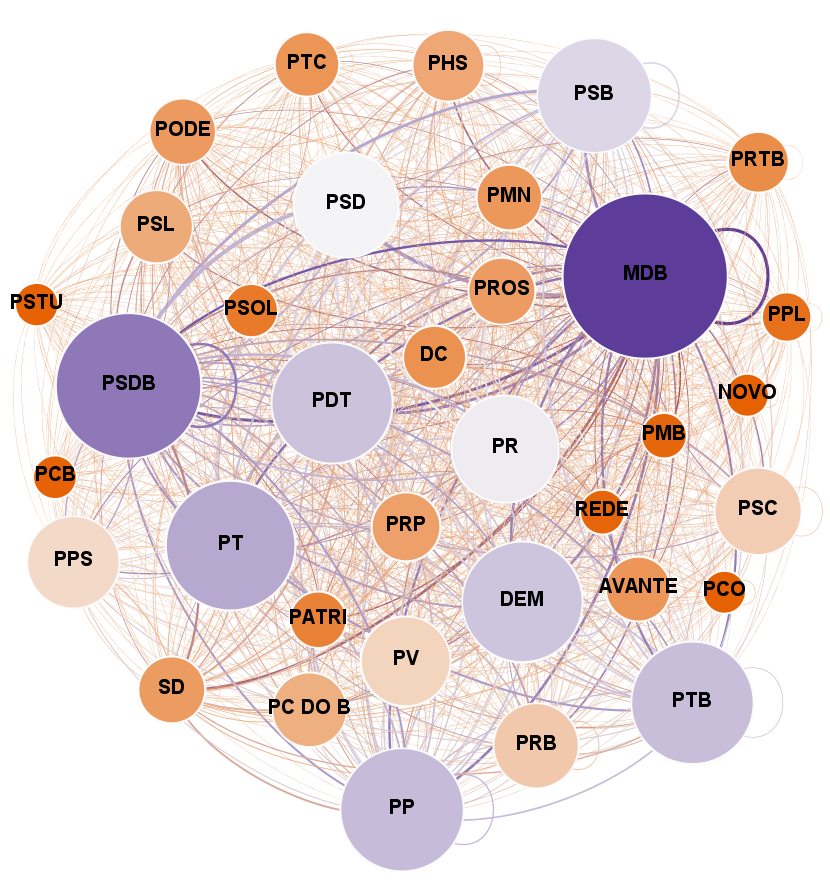 PTC
PHS
PSB
PODE
PRTB
PSD
PMN
PSL
MDB
PROS
PSTU
PSOL
PPL
DC
PSDB
PDT
NOVO
PMB
PR
PCB
PSC
REDE
PRP
PT
PPS
AVANTE
PCO
DEM
PATRI
PV
SD
PTB
PC DO B
PRB
PP